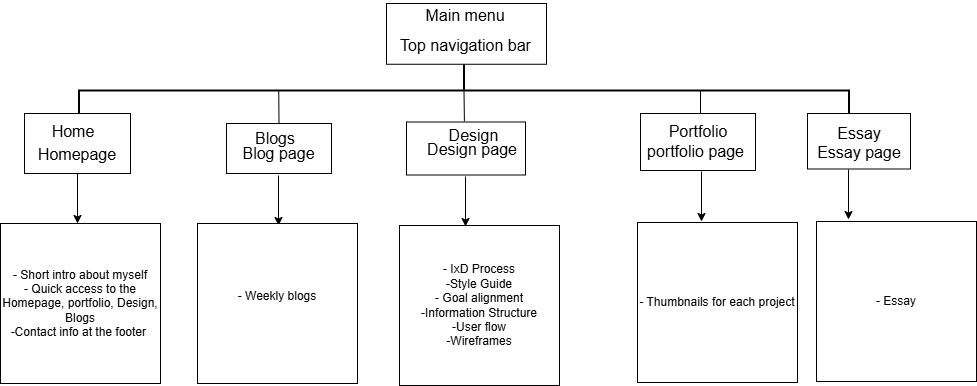 Main menu
Top navigation bar
Home
Homepage
Blogs
Blog page
Design
Design page
Portfolio
portfolio page
Essay
Essay page
- Short intro about myself
- Quick access to the
Homepage, portfolio, Design,
Blogs
-Contact info at the footer
- Weekly blogs
- IxD Process
-Style Guide
- Goal alignment
-Information Structure
-User flow
-Wireframes
- Thumbnails for each project
- Essay